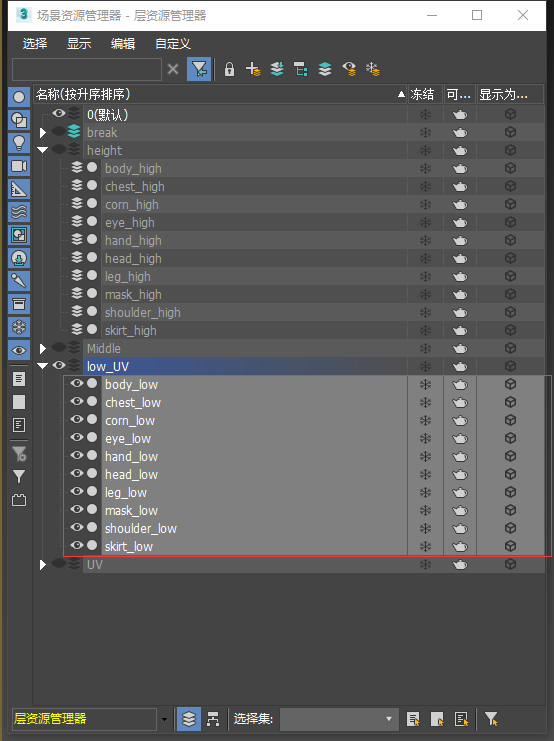 场景资源管理器 - 层资源管理器
选择 显示 编辑 自定义
名称(按升序排序) 冻结 可... 显示为...
0(默认)
break
height
body_high
chest_high
corn_high
eye_high
hand_high
head_high
leg_high
mask_high
shoulder_high
skirt_high
Middle
low_UV
body_low
chest_low
corn_low
eye_low
hand_low
head_low
leg_low
mask_low
shoulder_low
skirt_low
UV
层资源管理器 选择集: